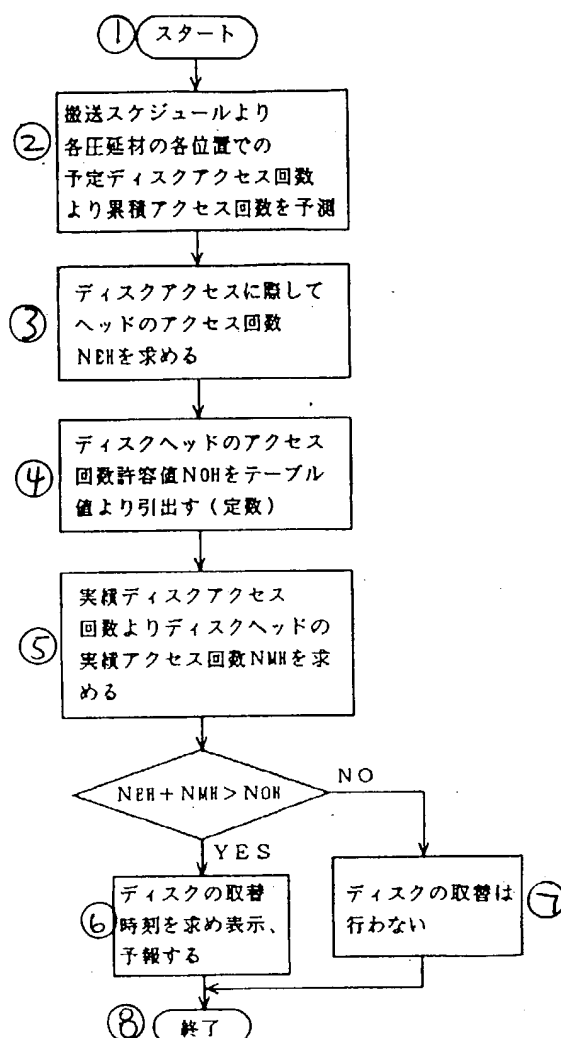 ① スタート
②
搬送スケジュールより
各圧延材の各位置での
予定ディスクアクセス回数
より累積アクセス回数を予測
③
ディスクアクセスに際して
ヘッドのアクセス回数
NEHを求める
④
ディスクヘッドのアクセス
回数許容値NOHをテーブル
値より引出す(定数)
⑤
実績ディスクアクセス
回数よりディスクヘッドの
実績アクセス回数NMHを求
める
NEH+NMH>NOH
NO
YES
⑥
ディスクの取替
時刻を求め表示、
予報する
⑦
ディスクの取替は
行わない
⑧ 終了